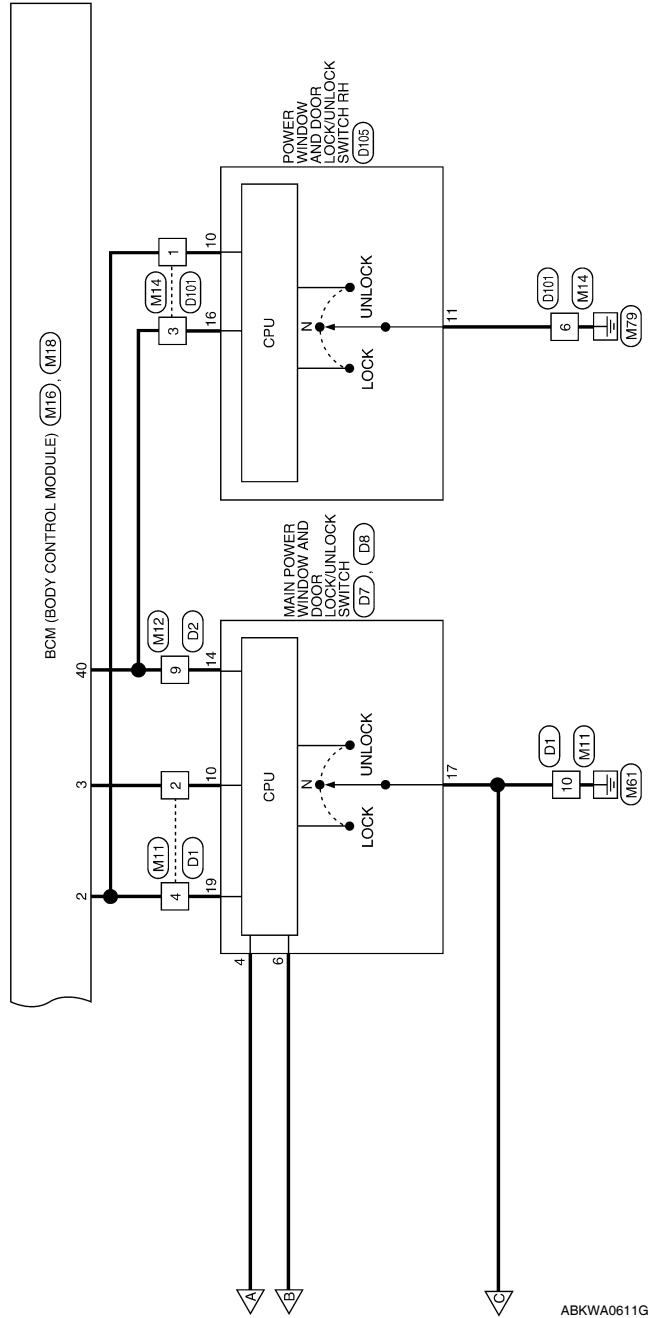 BCM (BODY CONTROL MODULE) M16 , M18
2
3
40
M11
D1
4
2
M12
D2
9
M14
D101
3
1
19
10
14
16
10
MAIN POWER
WINDOW AND
DOOR
LOCK/UNLOCK
SWITCH
D7 , D8
POWER
WINDOW
AND DOOR
LOCK/UNLOCK
SWITCH RH
D105
4
6
CPU
LOCK
N
UNLOCK
CPU
LOCK
N
UNLOCK
17
11
D1
M11
10
M61
D101
M14
6
M79
A
B
C
ABKWA0611G